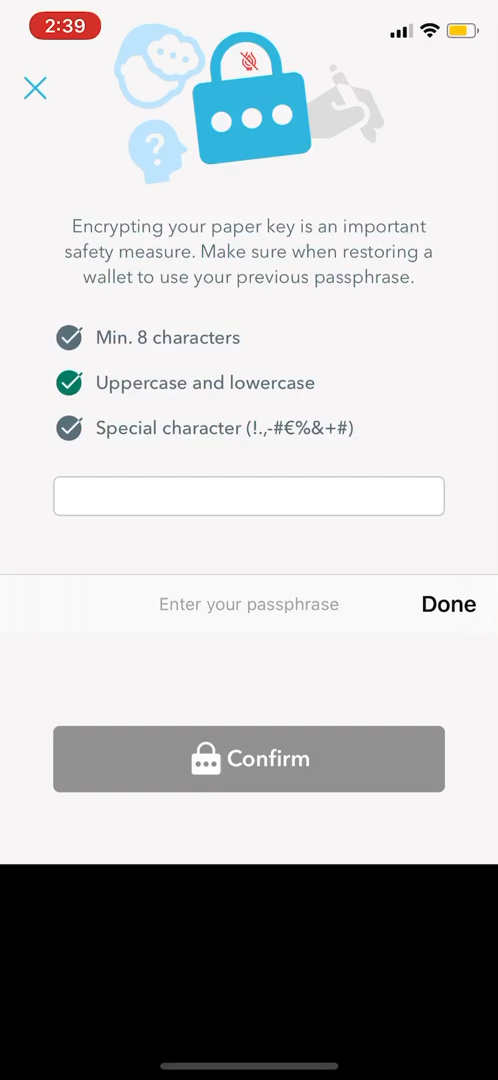 2:39
?
Encrypting your paper key is an important
safety measure. Make sure when restoring a
wallet to use your previous passphrase.
Min. 8 characters
Uppercase and lowercase
Special character (!.,-#€%&+#)
Enter your passphrase
Done
Confirm